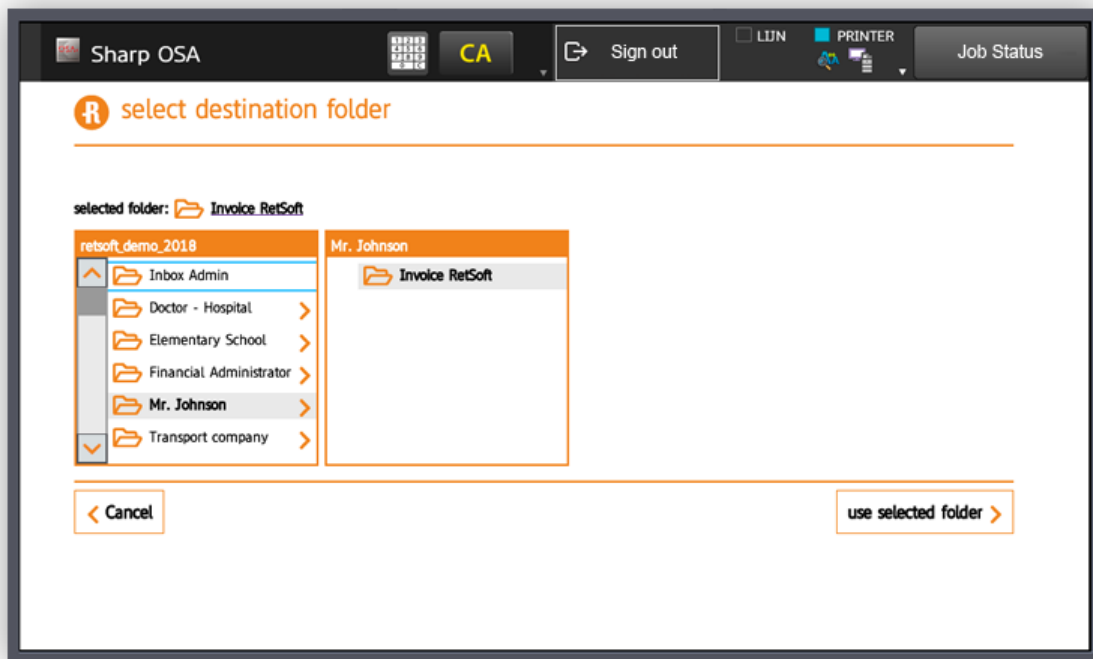 Sharp OSA
CA
Sign out
LIJN
PRINTER
Job Status
R select destination folder
selected folder: Invoice RetSoft
retsoft_demo_2018
Inbox Admin
Doctor - Hospital
Elementary School
Financial Administrator
Mr. Johnson
Transport company
Mr. Johnson
Invoice RetSoft
Cancel
use selected folder